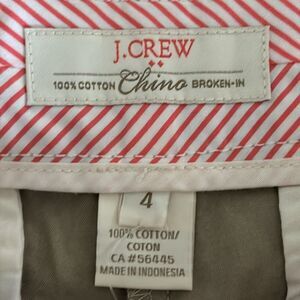 J.CREW
100% COTTON Chino BROKEN-IN
4
100% COTTON/
COTON
CA #56445
MADE IN INDONESIA